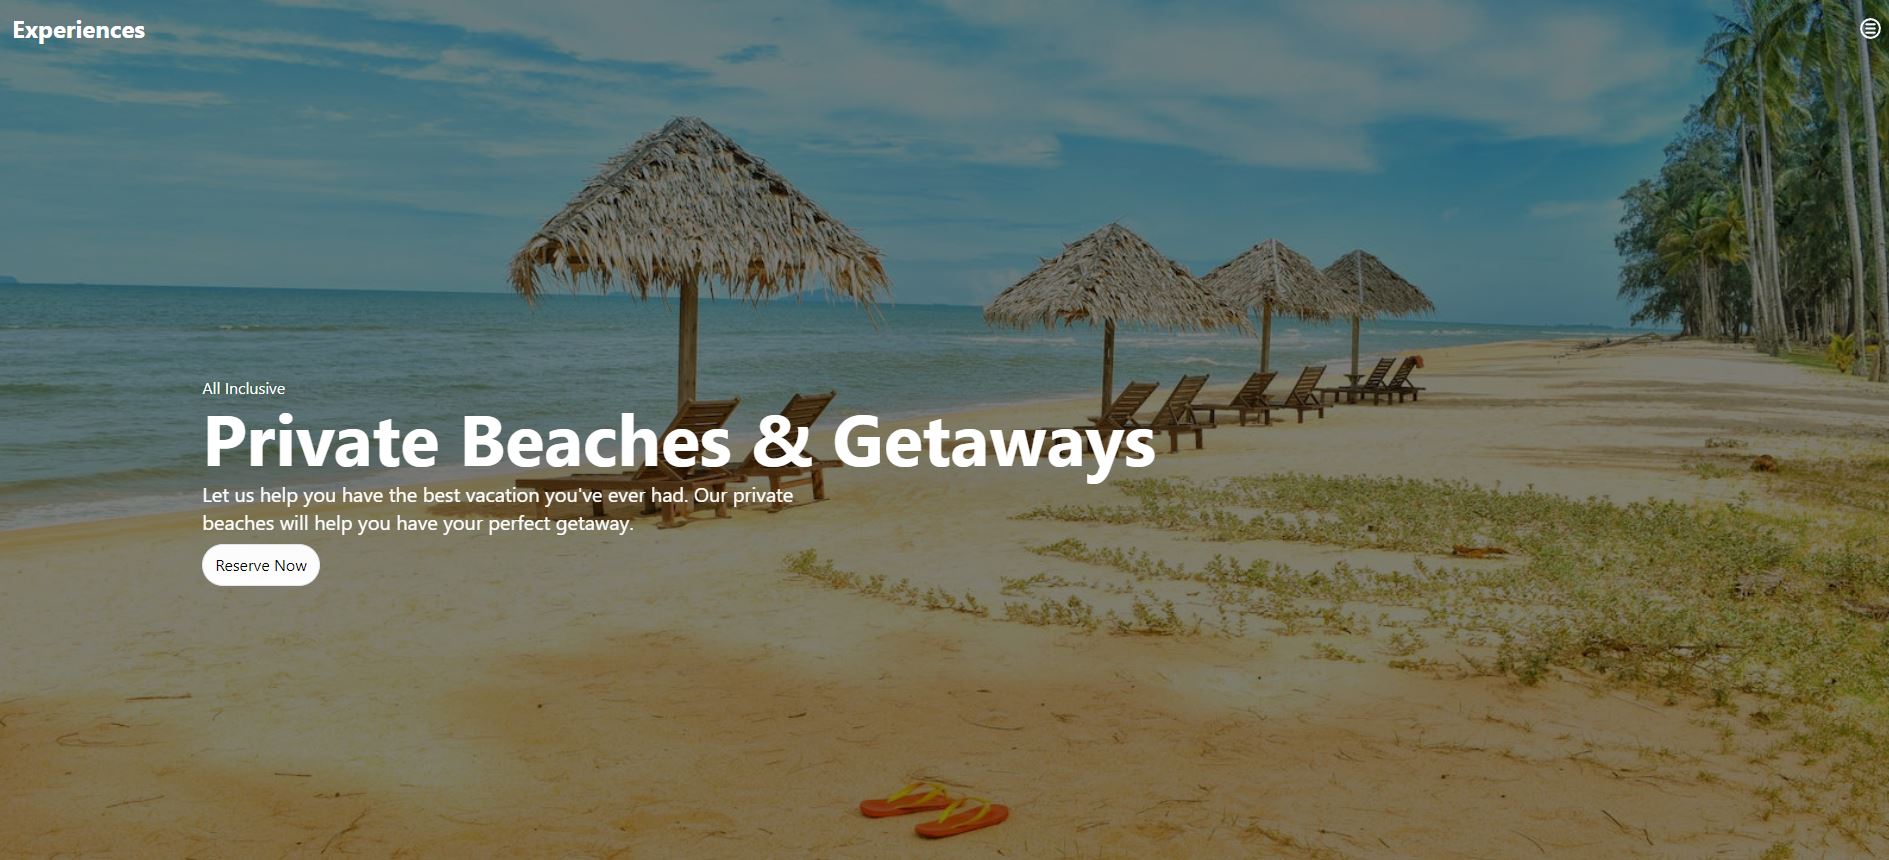 Experiences
All Inclusive
Private Beaches & Getaways
Let us help you have the best vacation you've ever had. Our private
beaches will help you have your perfect getaway.
Reserve Now